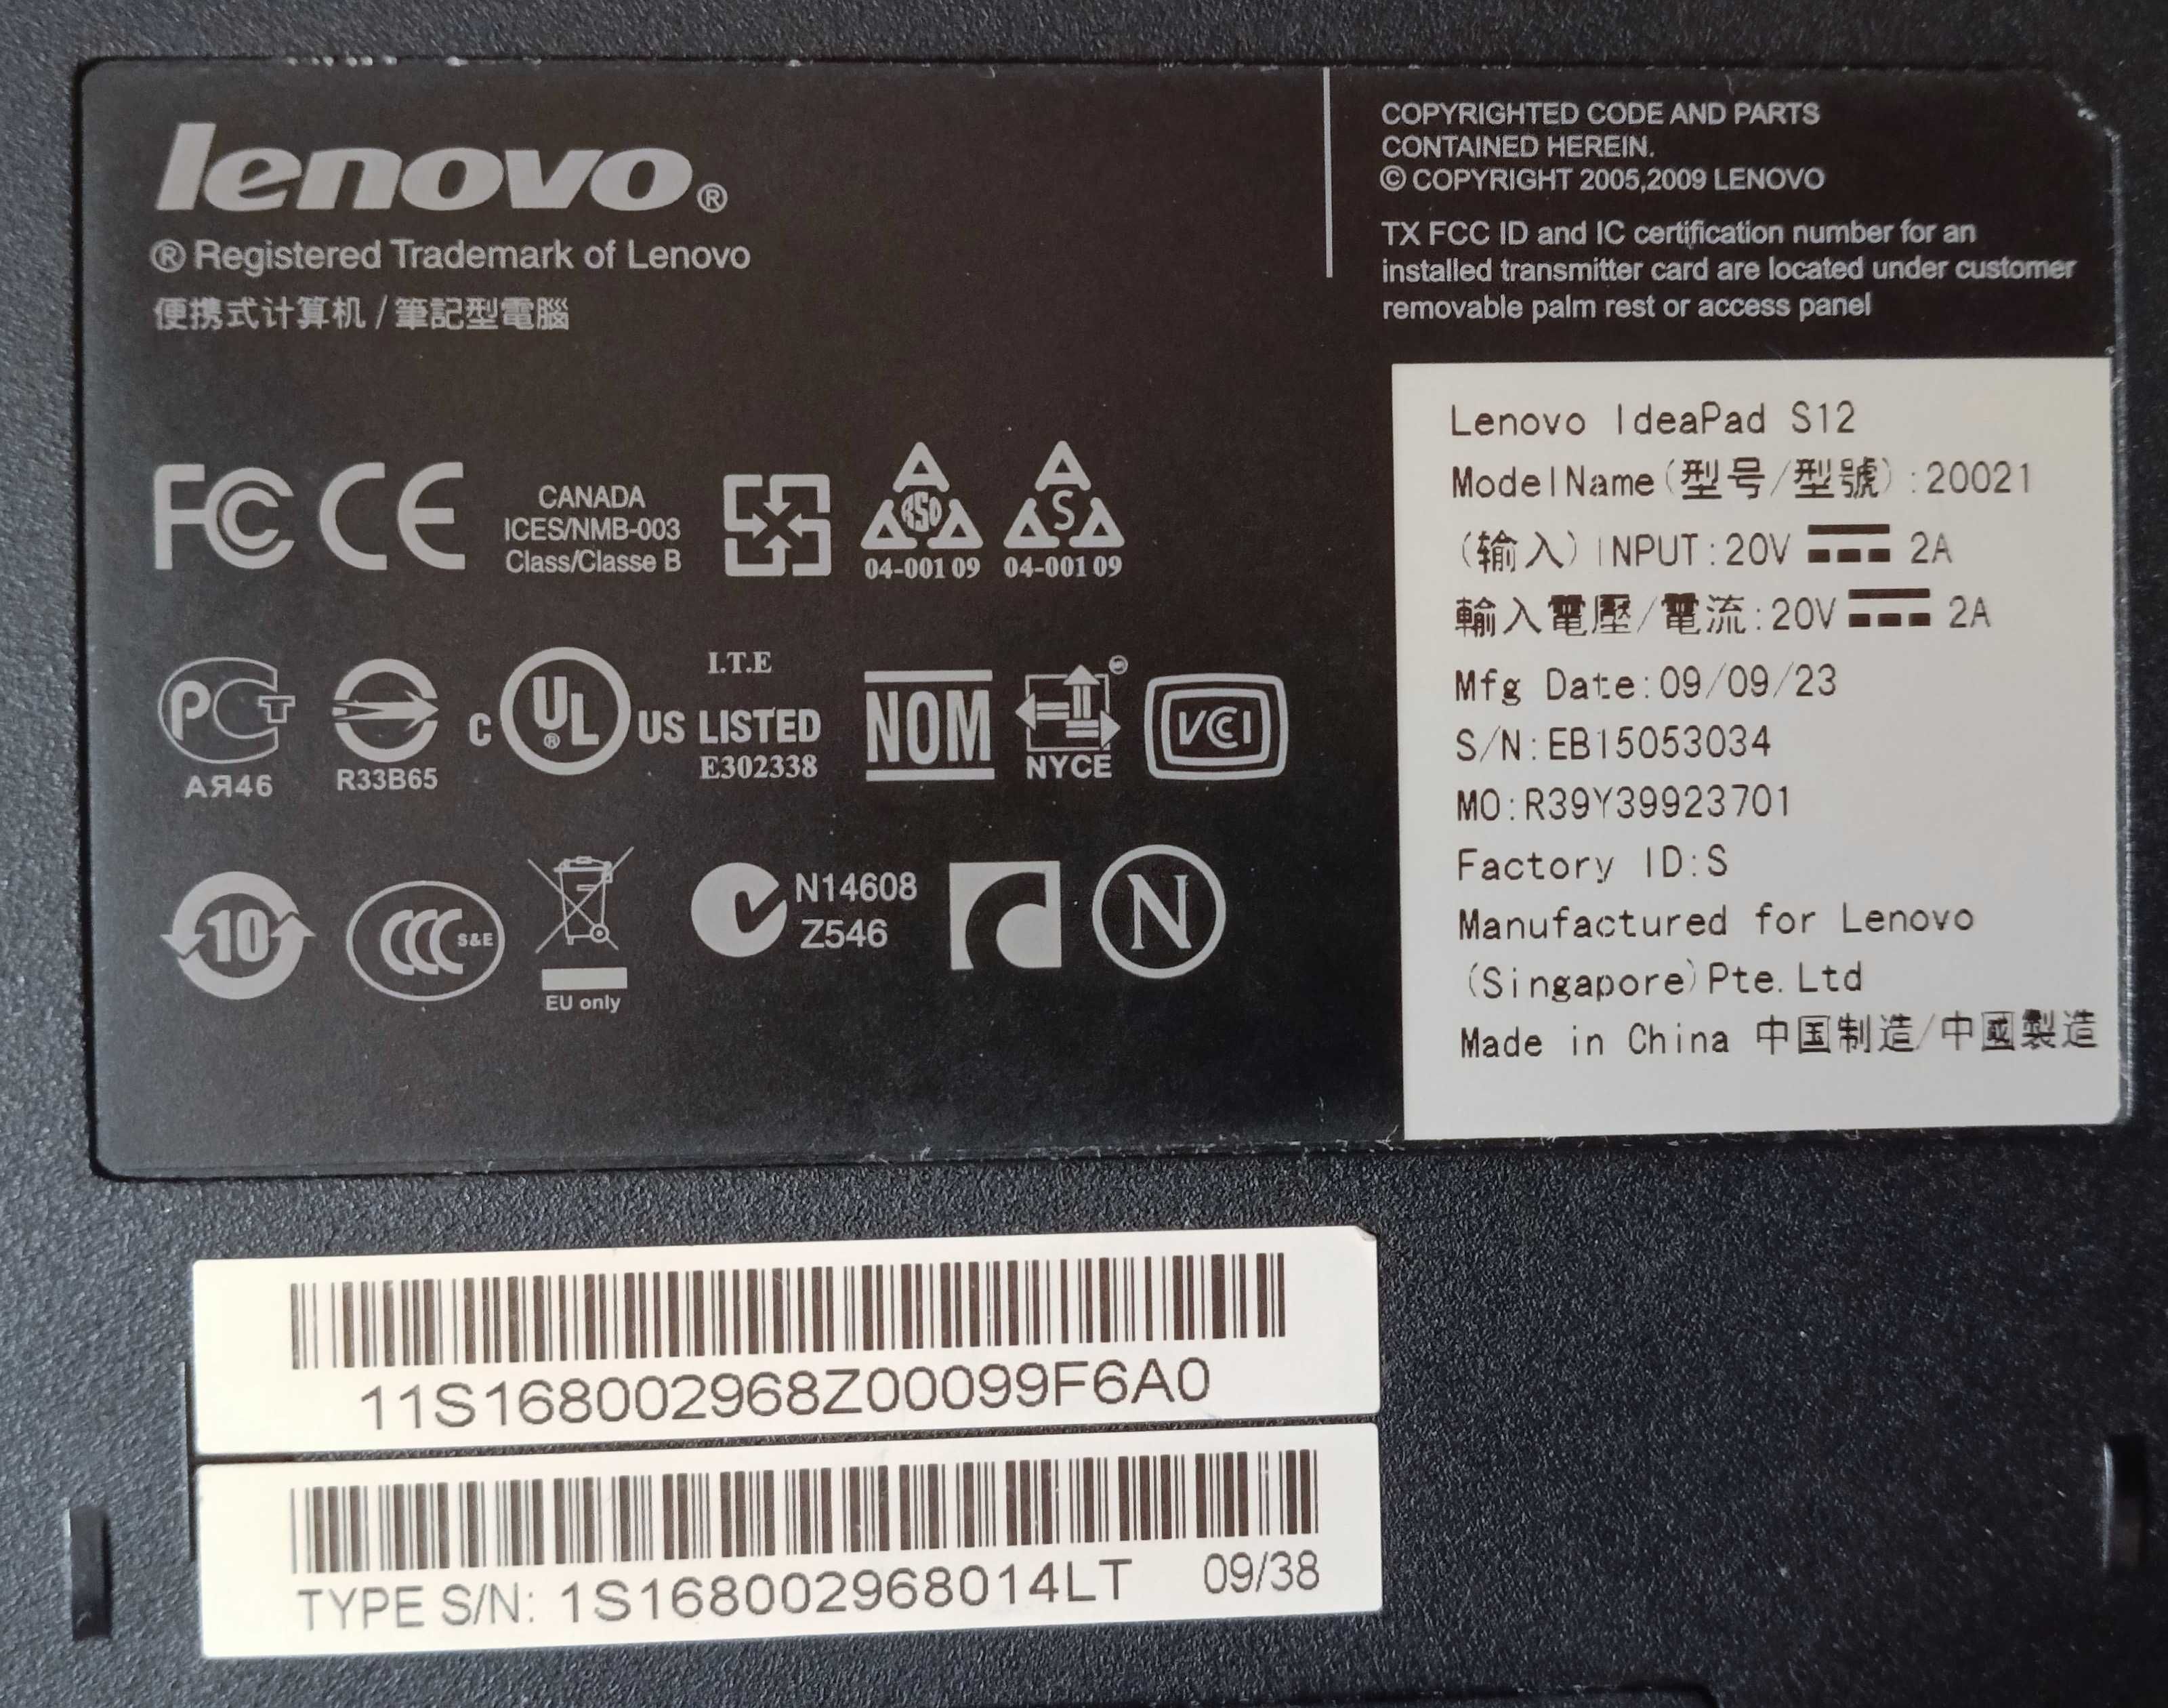 lenovo®
® Registered Trademark of Lenovo
便携式计算机 / 筆記型電腦
COPYRIGHTED CODE AND PARTS
CONTAINED HEREIN.
© COPYRIGHT 2005,2009 LENOVO
TX FCC ID and IC certification number for an
installed transmitter card are located under customer
removable palm rest or access panel
FC CE
CANADA
ICES/NMB-003
Class/Classe B
RSD
04-001 09
S
04-001 09
РСТ
АЯ46
R33B65
C UL® US
I.T.E
LISTED
E302338
NOM
NYCE
VCI
10
CCC S&E
EU only
N14608
Z546
N
Lenovo IdeaPad S12
ModelName(型号/型號):20021
(输入)INPUT:20V ⎓ 2A
輸入電壓/電流:20V ⎓ 2A
Mfg Date:09/09/23
S/N:EB15053034
MO:R39Y39923701
Factory ID:S
Manufactured for Lenovo
(Singapore)Pte.Ltd
Made in China 中国制造/中國製造
11S168002968Z00099F6A0
TYPE S/N: 1S168002968014LT 09/38